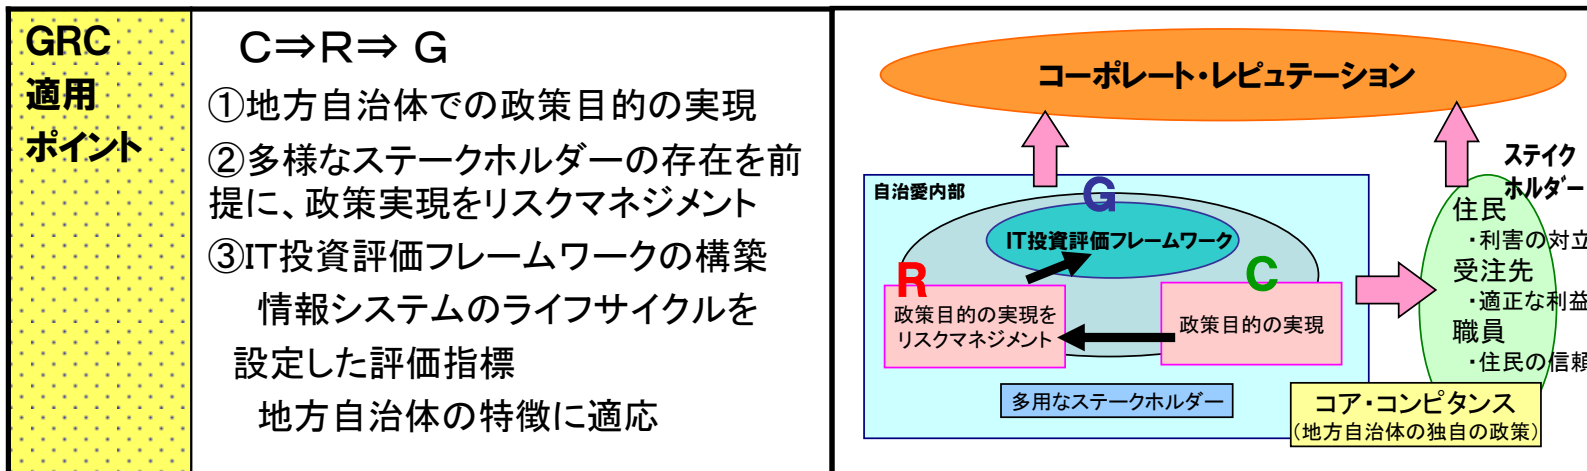 GRC
適用
ポイント
C⇒R⇒ G
①地方自治体での政策目的の実現
②多様なステークホルダーの存在を前
提に、政策実現をリスクマネジメント
③IT投資評価フレームワークの構築
情報システムのライフサイクルを
設定した評価指標
地方自治体の特徴に適応
コーポレート・レピュテーション
自治愛内部
G
IT投資評価フレームワーク
R
C
政策目的の実現を
リスクマネジメント
政策目的の実現
多用なステークホルダー
ステイク
ホルダー
住民
・利害の対立
受注先
・適正な利益
職員
・住民の信頼
コア・コンピタンス
(地方自治体の独自の政策)